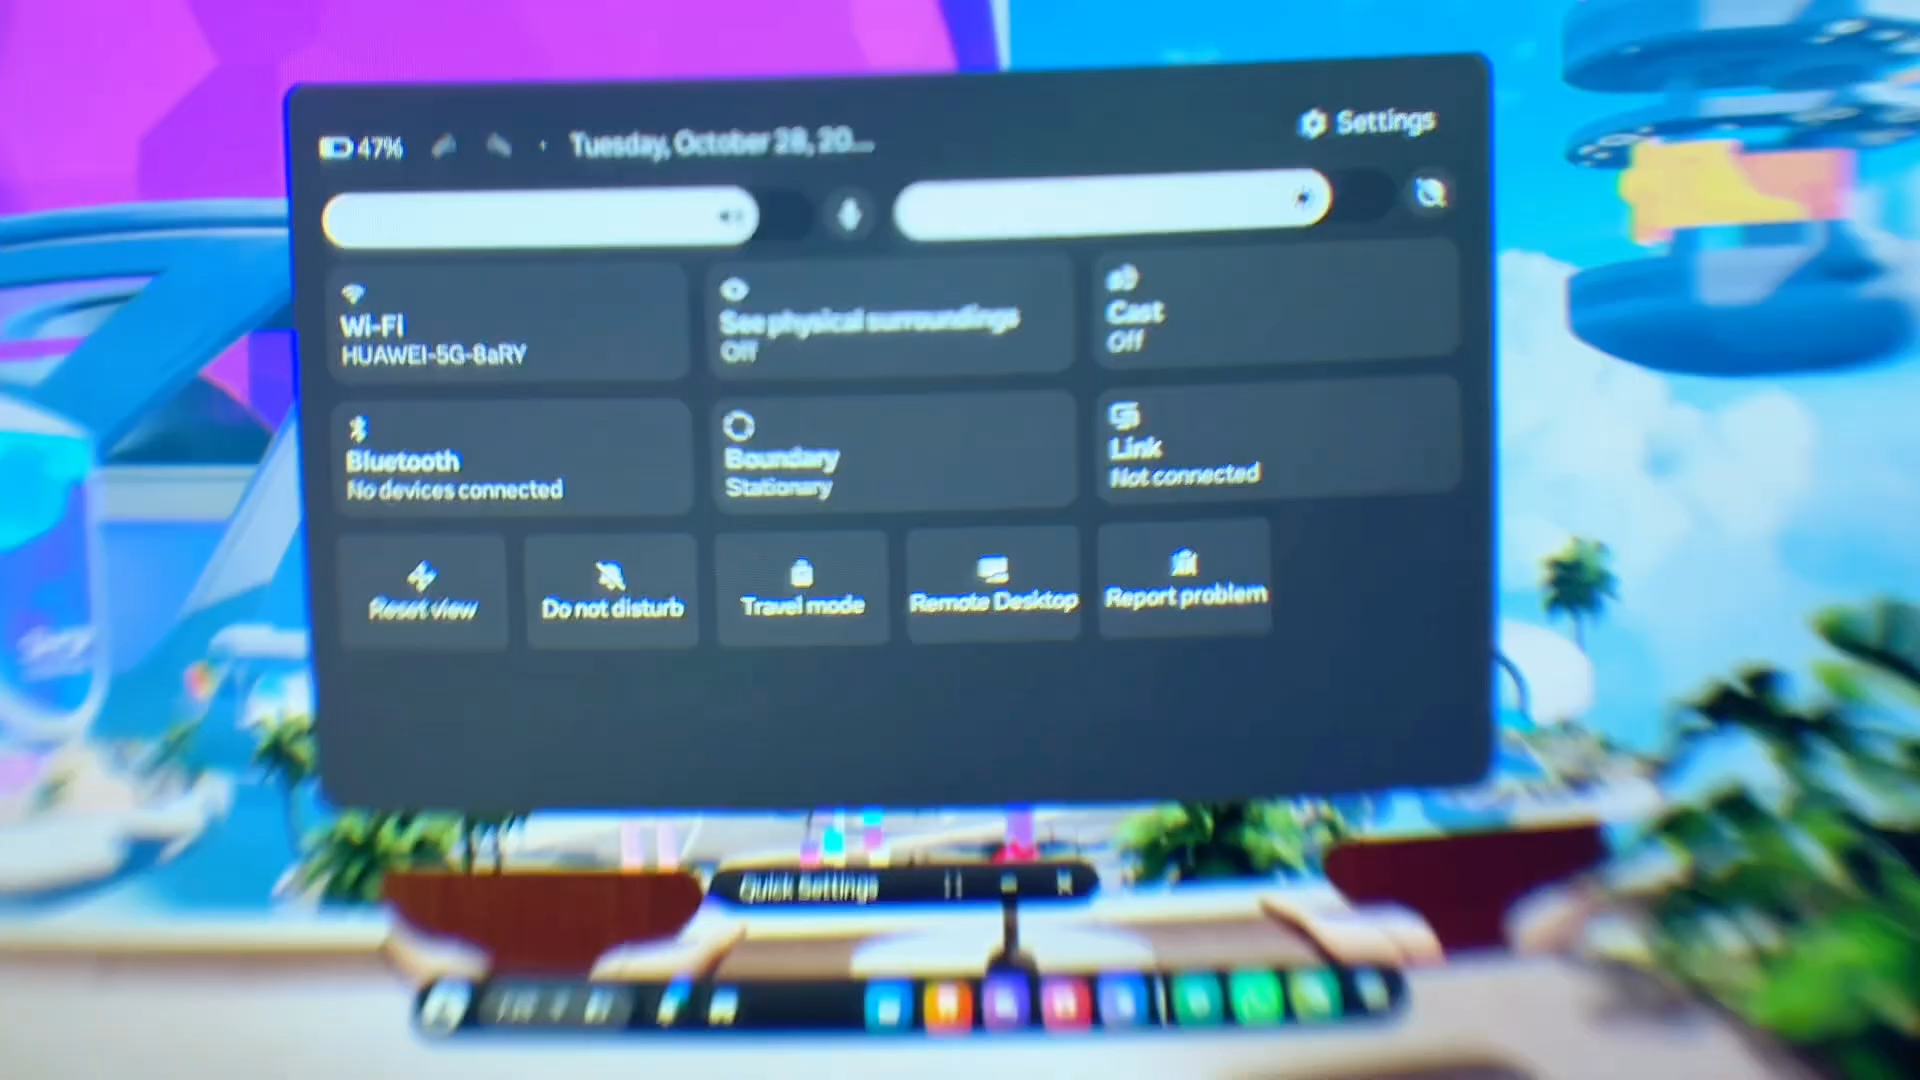 47%
Tuesday, October 28, 20...
Settings
Wi-Fi
HUAWEI-5G-8aRY
See physical surroundings
Off
Cast
Off
Bluetooth
No devices connected
Boundary
Stationary
Link
Not connected
Reset view
Do not disturb
Travel mode
Remote Desktop
Report problem
Quick Settings